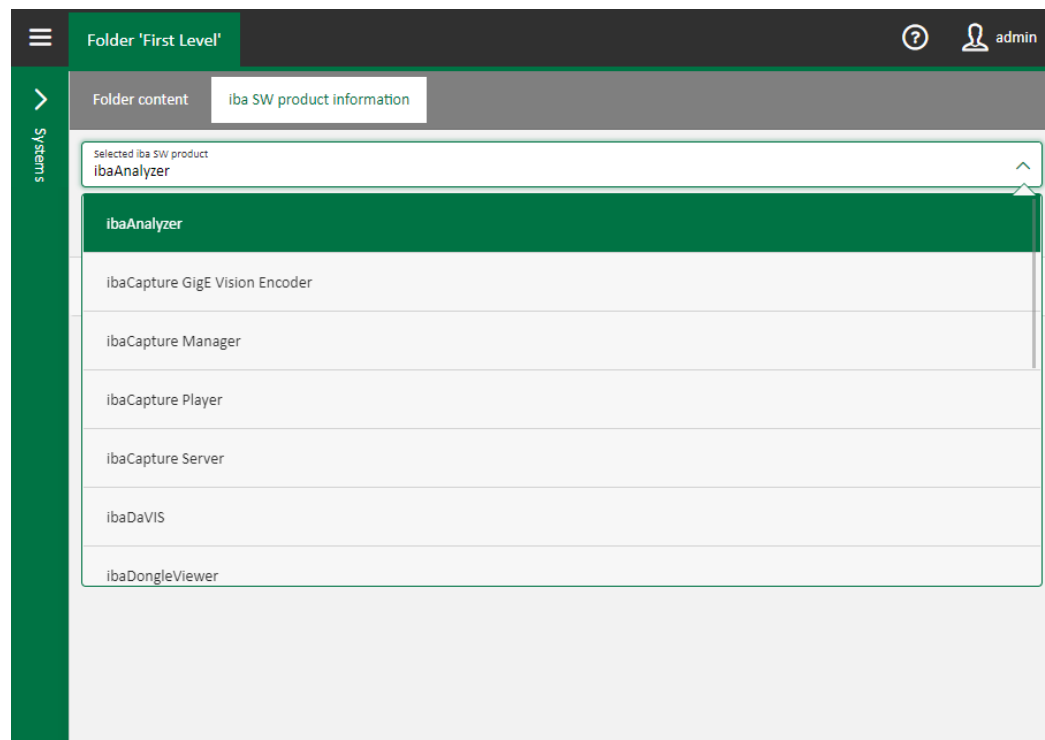 Folder 'First Level'
admin
Folder content
iba SW product information
Systems
Selected iba SW product
ibaAnalyzer
ibaAnalyzer
ibaCapture GigE Vision Encoder
ibaCapture Manager
ibaCapture Player
ibaCapture Server
ibaDaVIS
ibaDongleViewer